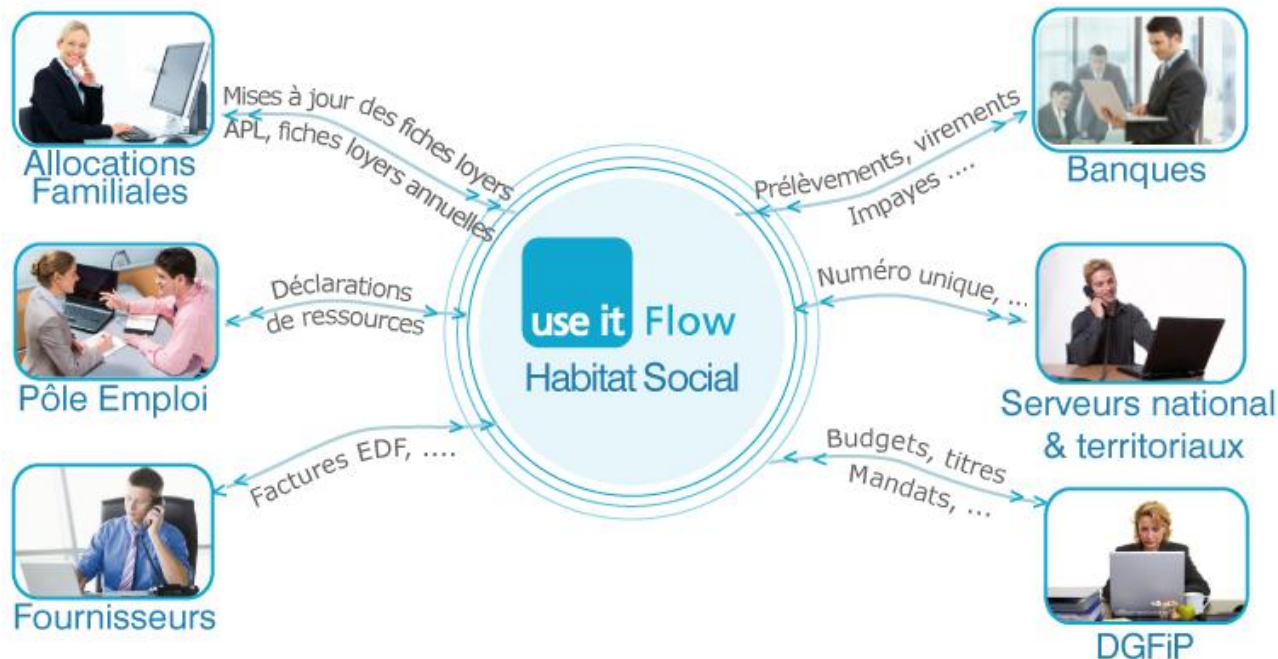 Mises à jour des fiches loyers
APL, fiches loyers annuelles
Allocations
Familiales
Déclarations
de ressources
Pôle Emploi
Factures EDF, ....
Fournisseurs
use it Flow
Habitat Social
Prélèvements, virements
Impayes ....
Banques
Numéro unique, ...
Serveurs national
& territoriaux
Budgets, titres
Mandats, ...
DGFiP